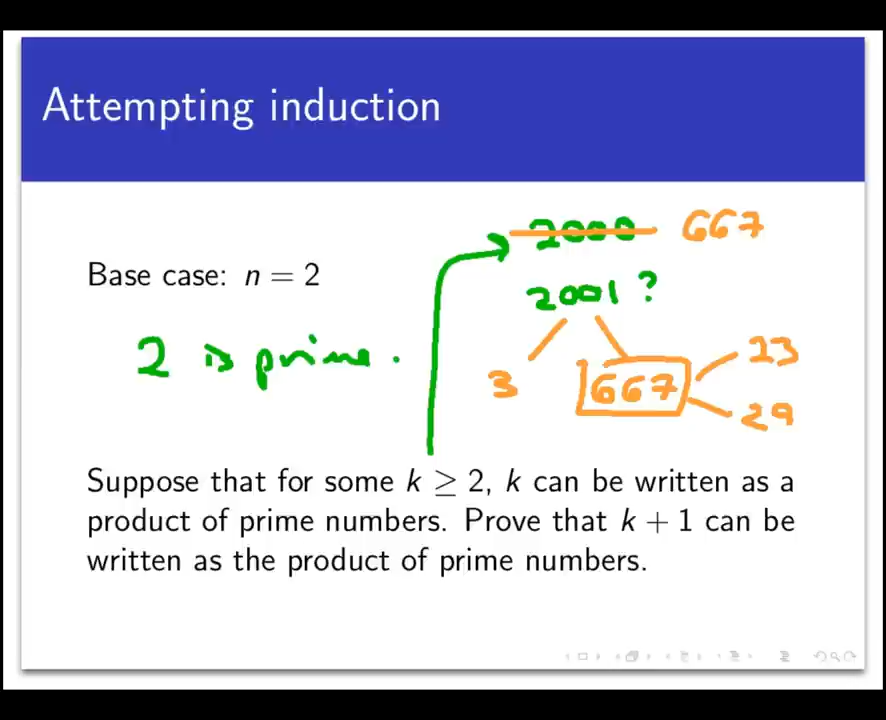 Attempting induction
2000 667
Base case: n = 2
2001 ?
2 is prime.
23
3 667
29
Suppose that for some k ≥ 2, k can be written as a
product of prime numbers. Prove that k + 1 can be
written as the product of prime numbers.